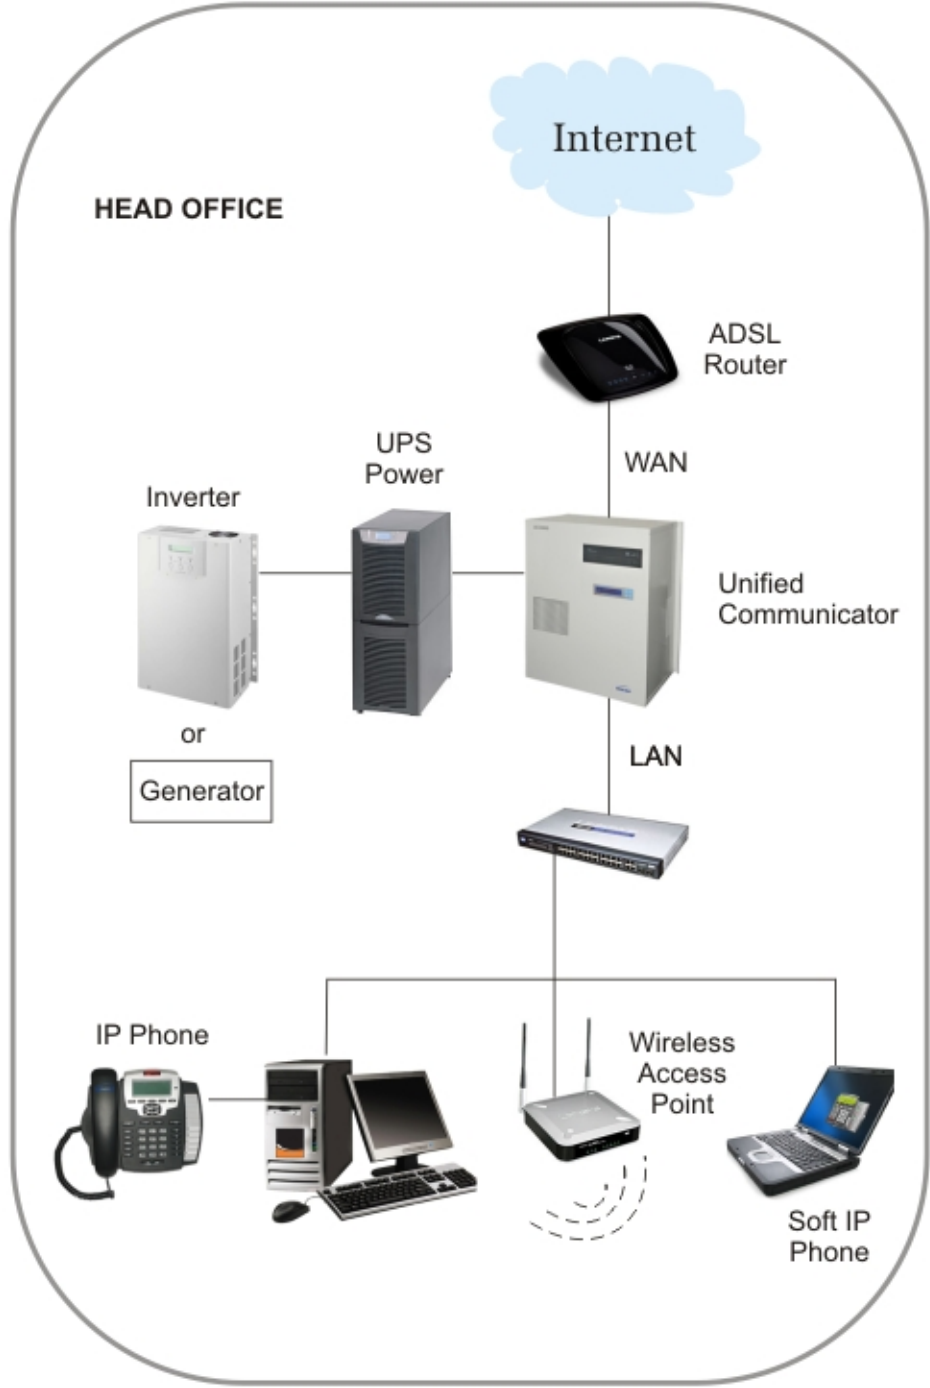 Internet
HEAD OFFICE
ADSL
Router
UPS
Power
WAN
Inverter
Unified
Communicator
or
Generator
LAN
IP Phone
Wireless
Access
Point
Soft IP
Phone